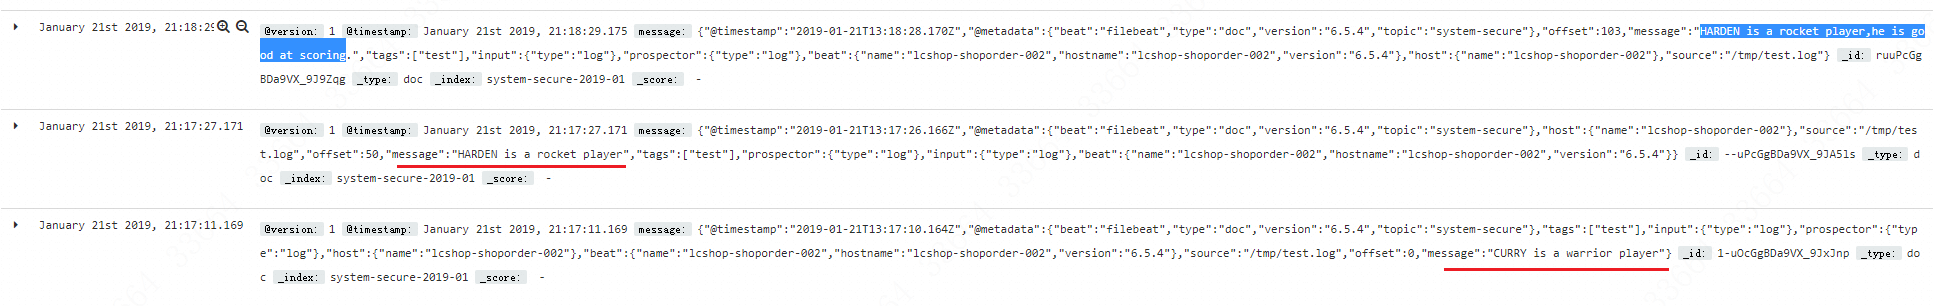 January 21st 2019, 21:18:29 @version: 1 @timestamp: January 21st 2019, 21:18:29.175 message: {"@timestamp":"2019-01-21T13:18:28.170Z","@metadata":{"beat":"filebeat","type":"doc","version":"6.5.4","topic":"system-secure"},"offset":103,"message":"HARDEN is a rocket player,he is go
od at scoring.","tags":["test"],"input":{"type":"log"},"prospector":{"type":"log"},"beat":{"name":"lcshop-shoporder-002","hostname":"lcshop-shoporder-002","version":"6.5.4"},"host":{"name":"lcshop-shoporder-002"},"source":"/tmp/test.log"} _id: ruuPcGg
BDa9VX_9J9Zqg _type: doc _index: system-secure-2019-01 _score: -
January 21st 2019, 21:17:27.171 @version: 1 @timestamp: January 21st 2019, 21:17:27.171 message: {"@timestamp":"2019-01-21T13:17:26.166Z","@metadata":{"beat":"filebeat","type":"doc","version":"6.5.4","topic":"system-secure"},"host":{"name":"lcshop-shoporder-002"},"source":"/tmp/tes
t.log","offset":50,"message":"HARDEN is a rocket player","tags":["test"],"prospector":{"type":"log"},"input":{"type":"log"},"beat":{"name":"lcshop-shoporder-002","hostname":"lcshop-shoporder-002","version":"6.5.4"}} _id: --uPcGgBDa9VX_9JA5ls _type: d
oc _index: system-secure-2019-01 _score: -
January 21st 2019, 21:17:11.169 @version: 1 @timestamp: January 21st 2019, 21:17:11.169 message: {"@timestamp":"2019-01-21T13:17:10.164Z","@metadata":{"beat":"filebeat","type":"doc","version":"6.5.4","topic":"system-secure"},"tags":["test"],"input":{"type":"log"},"prospector":{"typ
e":"log"},"host":{"name":"lcshop-shoporder-002"},"beat":{"name":"lcshop-shoporder-002","hostname":"lcshop-shoporder-002","version":"6.5.4"},"source":"/tmp/test.log","offset":0,"message":"CURRY is a warrior player"} _id: 1-uOcGgBDa9VX_9JxJnp _type: do
c _index: system-secure-2019-01 _score: -